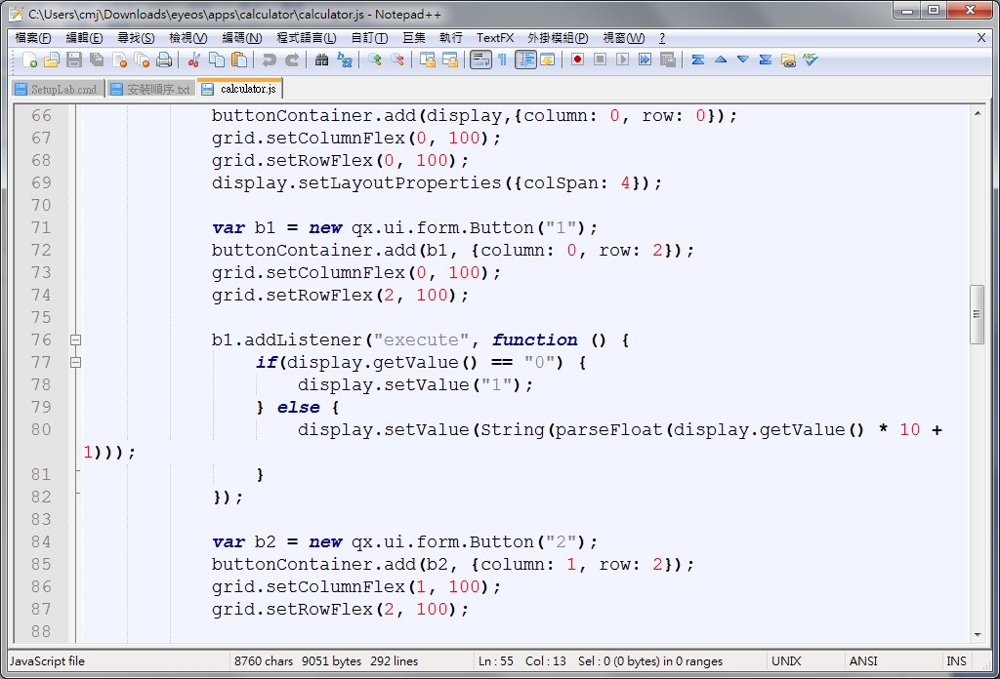 C:\Users\cmj\Downloads\eyeos\apps\calculator\calculator.js - Notepad++
檔案(F) 編輯(E) 尋找(S) 檢視(V) 編碼(N) 程式語言(L) 自訂(T) 巨集 執行 TextFX 外掛模組(P) 視窗(W) ? X
SetupLab.cmd 安裝順序.txt calculator.js
66 buttonContainer.add(display,{column: 0, row: 0});
67 grid.setColumnFlex(0, 100);
68 grid.setRowFlex(0, 100);
69 display.setLayoutProperties({colSpan: 4});
70
71 var b1 = new qx.ui.form.Button("1");
72 buttonContainer.add(b1, {column: 0, row: 2});
73 grid.setColumnFlex(0, 100);
74 grid.setRowFlex(2, 100);
75
76 b1.addListener("execute", function () {
77 if(display.getValue() == "0") {
78 display.setValue("1");
79 } else {
80 display.setValue(String(parseFloat(display.getValue() * 10 +
1)));
81 }
82 });
83
84 var b2 = new qx.ui.form.Button("2");
85 buttonContainer.add(b2, {column: 1, row: 2});
86 grid.setColumnFlex(1, 100);
87 grid.setRowFlex(2, 100);
88
JavaScript file 8760 chars 9051 bytes 292 lines Ln : 55 Col : 13 Sel : 0 (0 bytes) in 0 ranges UNIX ANSI INS